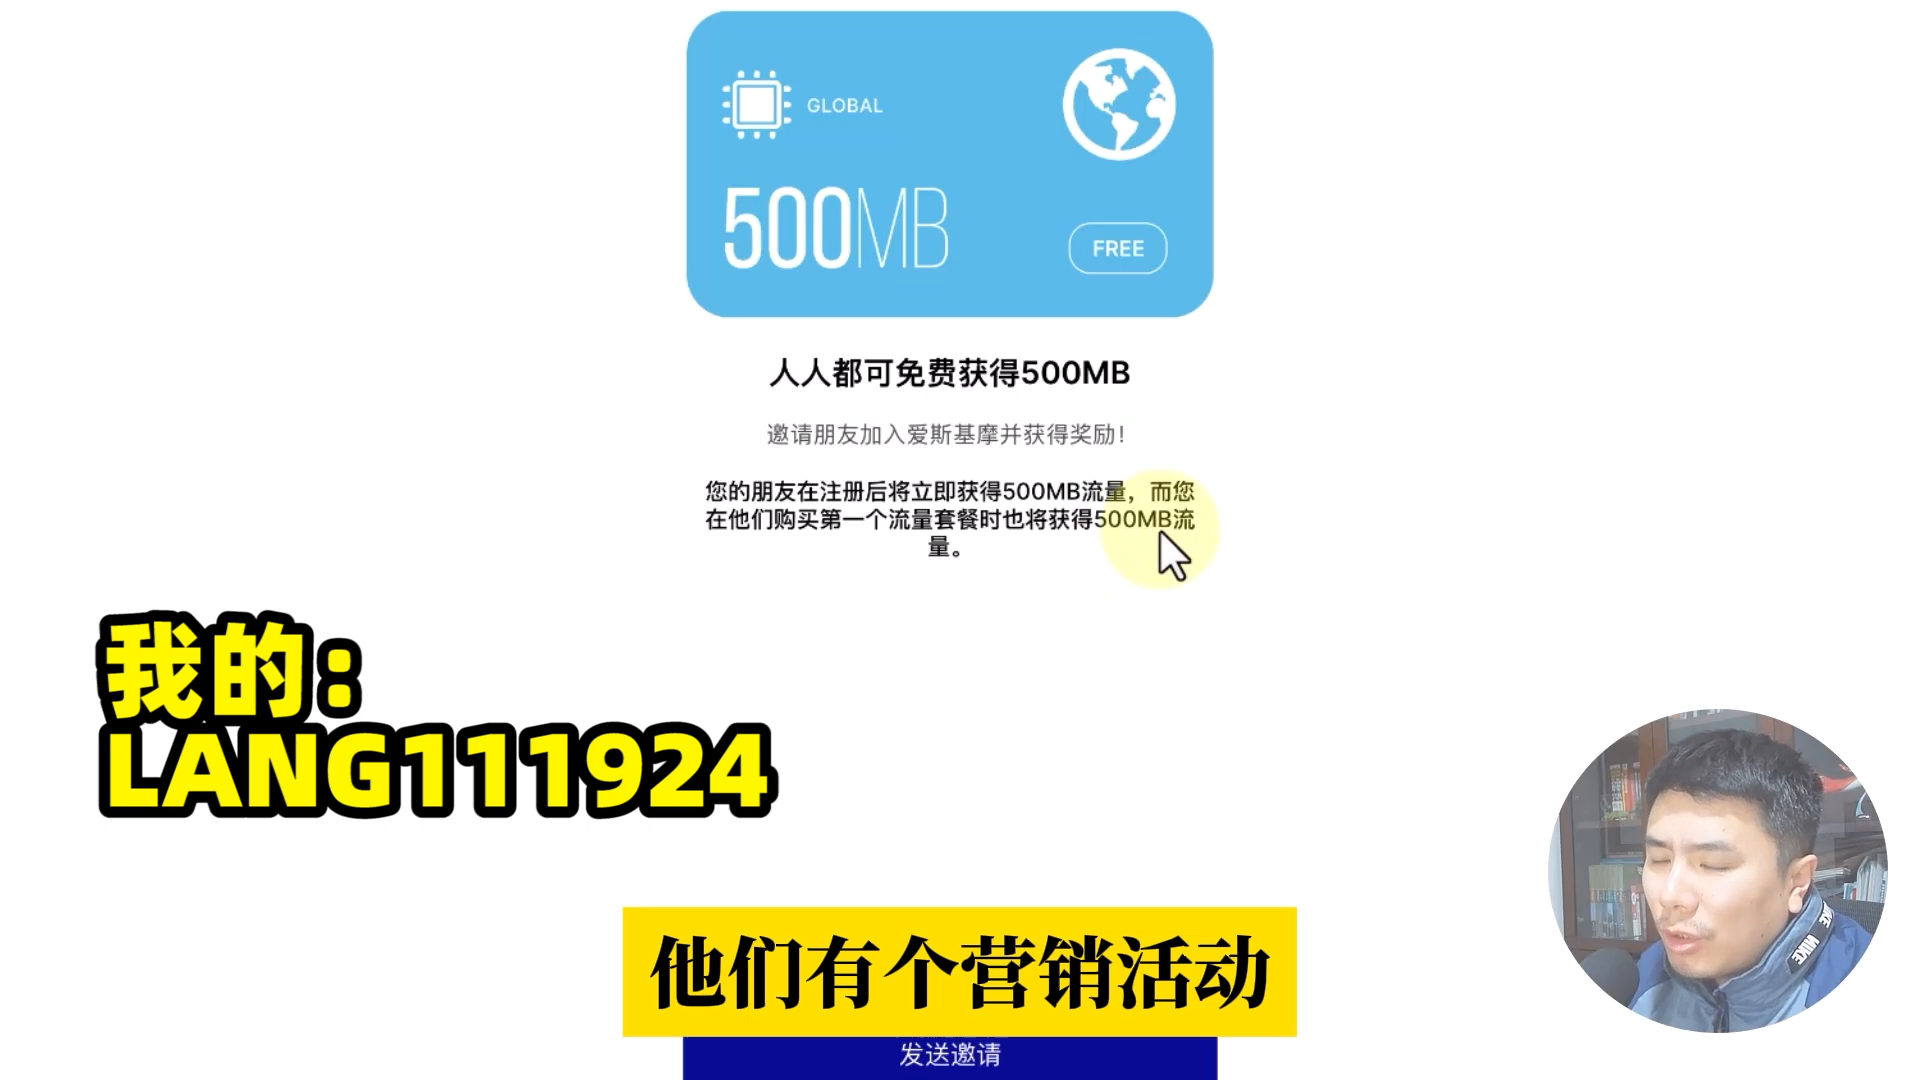 GLOBAL
500MB
FREE
人人都可免费获得500MB
邀请朋友加入爱斯基摩并获得奖励！
您的朋友在注册后将立即获得500MB流量，而您
在他们购买第一个流量套餐时也将获得500MB流
量。
我的：
LANG111924
他们有个营销活动
发送邀请
NIKE
NIKE